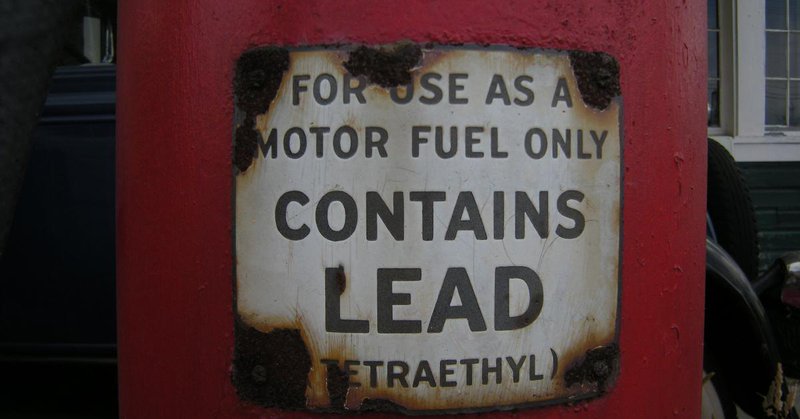 FOR USE AS A
MOTOR FUEL ONLY
CONTAINS
LEAD
TETRAETHYL)